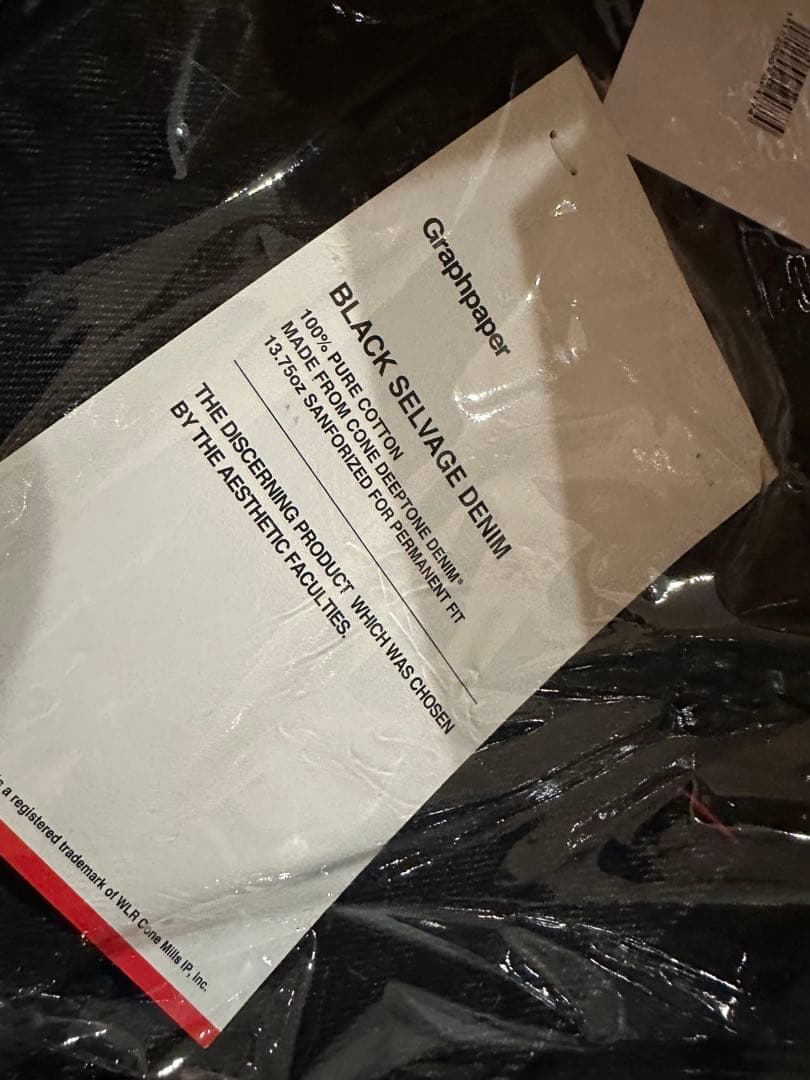 Graphpaper
BLACK SELVAGE DENIM
100% PURE COTTON
MADE FROM CONE DEEPTONE DENIM®
13.75oz SANFORIZED FOR PERMANENT FIT
THE DISCERNING PRODUCT WHICH WAS CHOSEN
BY THE AESTHETIC FACULTIES.
a registered trademark of WLR Cone Mills IP, Inc.